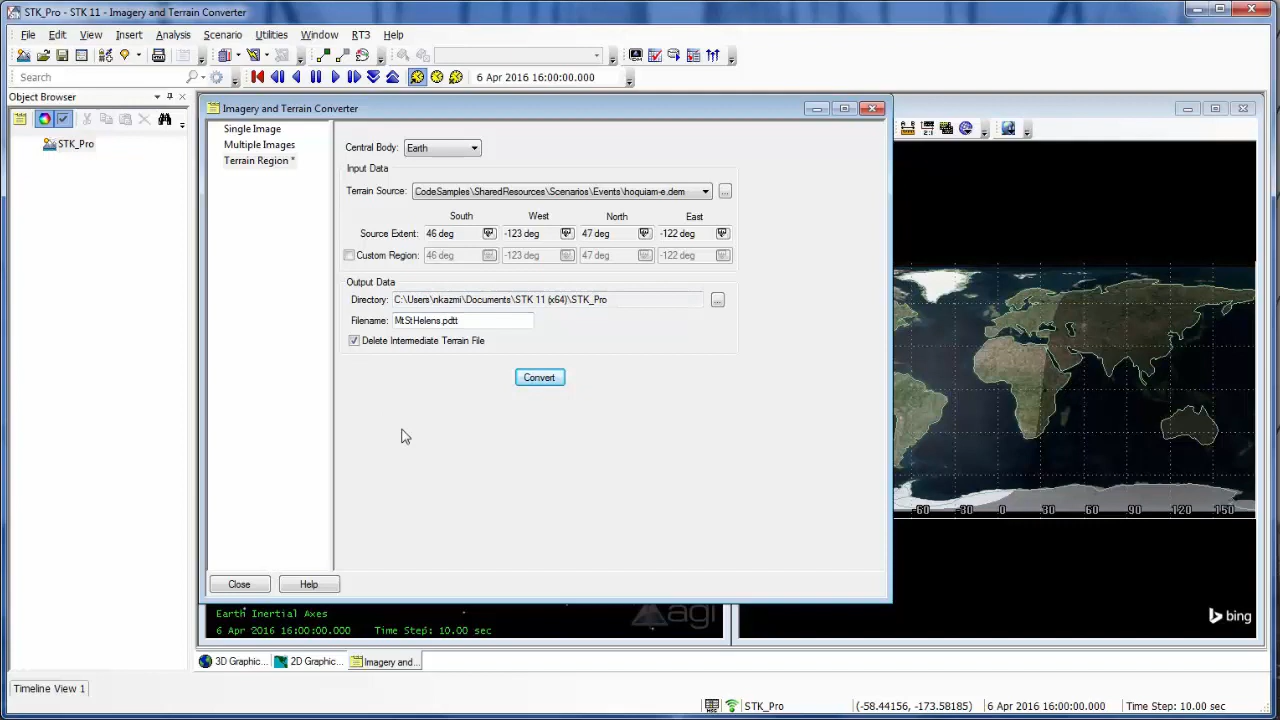 STK_Pro - STK 11 - Imagery and Terrain Converter
File Edit View Insert Analysis Scenario Utilities Window RT3 Help
Search
6 Apr 2016 16:00:00.000
Object Browser
STK_Pro
Imagery and Terrain Converter
Single Image
Multiple Images
Terrain Region *
Central Body: Earth
Input Data
Terrain Source: CodeSamples\SharedResources\Scenarios\Events\hoquiam-e.dem ...
South West North East
Source Extent: 46 deg -123 deg 47 deg -122 deg
Custom Region: 46 deg -123 deg 47 deg -122 deg
Output Data
Directory: C:\Users\nkazmi\Documents\STK 11 (x64)\STK_Pro ...
Filename: MtStHelens.pdtt
Delete Intermediate Terrain File
Convert
Close Help
-60 -30 0 30 60 90 120 150
bing
Earth Inertial Axes
6 Apr 2016 16:00:00.000 Time Step: 10.00 sec
agi
3D Graphic... 2D Graphic... Imagery and...
Timeline View 1
STK_Pro (-58.44156, -173.58185) 6 Apr 2016 16:00:00.000 Time Step: 10.00 sec